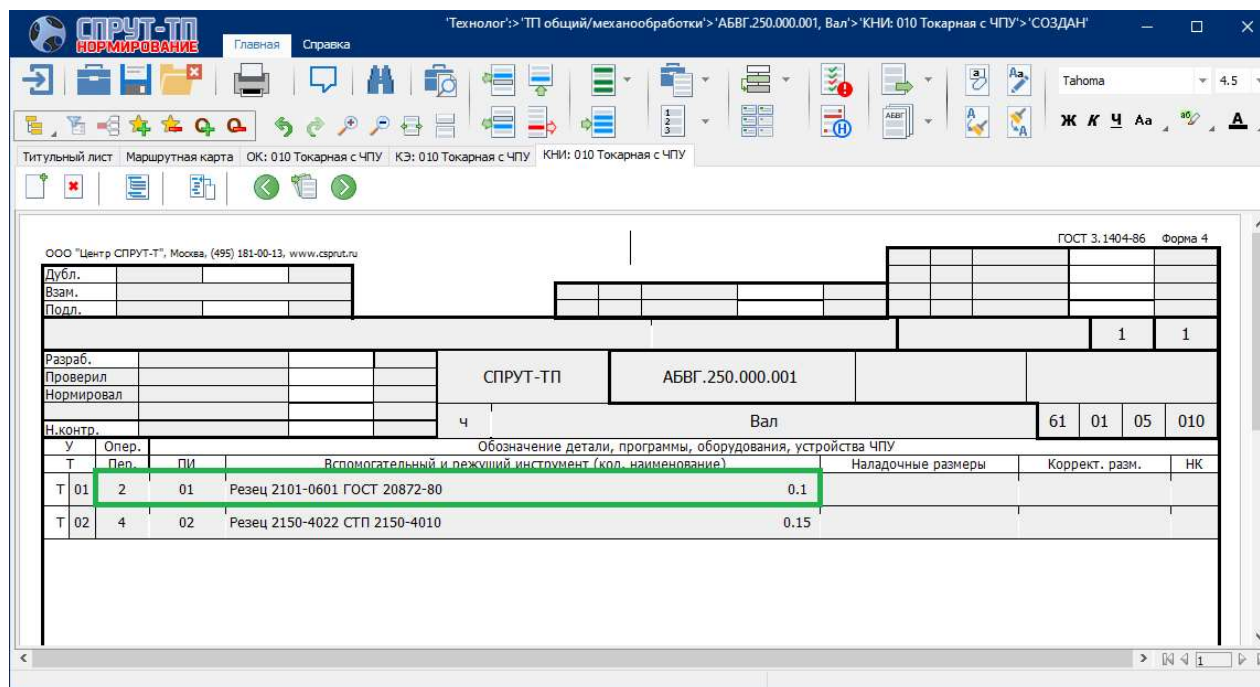 'Технолог':>'ТП общий/механообработки'>'АБВГ.250.000.001, Вал'>'КНИ: 010 Токарная с ЧПУ'>'СОЗДАН'
СПРУТ-ТП
НОРМИРОВАНИЕ
Главная Справка
Tahoma 4.5
1 2 3 АБВГ Ж К Ч Аа
Титульный лист Маршрутная карта ОК: 010 Токарная с ЧПУ КЭ: 010 Токарная с ЧПУ КНИ: 010 Токарная с ЧПУ
ГОСТ 3.1404-86 Форма 4
ООО "Центр СПРУТ-Т", Москва, (495) 181-00-13, www.csprut.ru
Дубл.
Взам.
Подл.
1 1
Разраб.
Проверил СПРУТ-ТП АБВГ.250.000.001
Нормировал
ч Вал 61 01 05 010
Н.контр.
У Опер. Обозначение детали, программы, оборудования, устройства ЧПУ
Т Пер. ПИ Вспомогательный и режущий инструмент (код, наименование) Наладочные размеры Коррект. разм. НК
Т 01 2 01 Резец 2101-0601 ГОСТ 20872-80 0.1
Т 02 4 02 Резец 2150-4022 СТП 2150-4010 0.15
1